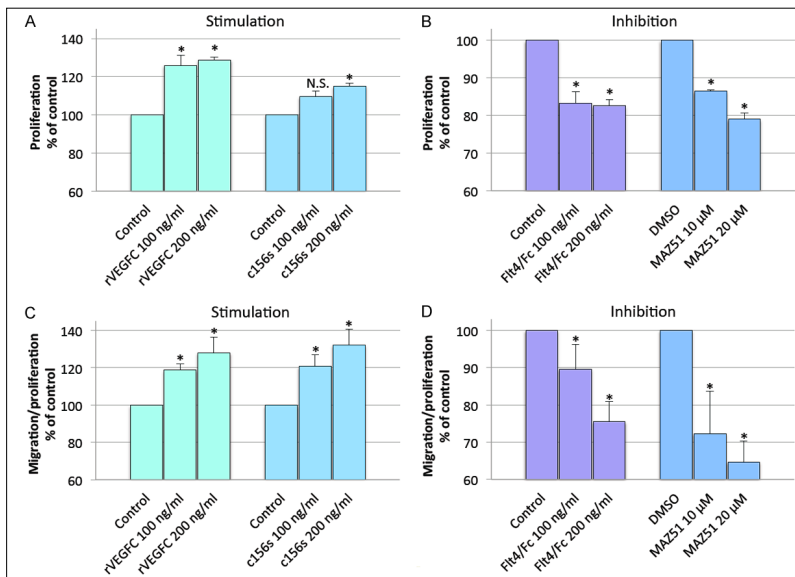 A
Stimulation
Proliferation
% of control
140
120
100
80
60
*
*
N.S.
*
Control
rVEGFC 100 ng/ml
rVEGFC 200 ng/ml
Control
c156s 100 ng/ml
c156s 200 ng/ml
B
Inhibition
Proliferation
% of control
100
90
80
70
60
*
*
*
*
Control
Flt4/Fc 100 ng/ml
Flt4/Fc 200 ng/ml
DMSO
MAZ51 10 µM
MAZ51 20 µM
C
Stimulation
Migration/proliferation
% of control
140
120
100
80
60
*
*
*
*
Control
rVEGFC 100 ng/ml
rVEGFC 200 ng/ml
Control
c156s 100 ng/ml
c156s 200 ng/ml
D
Inhibition
Migration/proliferation
% of control
100
90
80
70
60
*
*
*
*
Control
Flt4/Fc 100 ng/ml
Flt4/Fc 200 ng/ml
DMSO
MAZ51 10 µM
MAZ51 20 µM